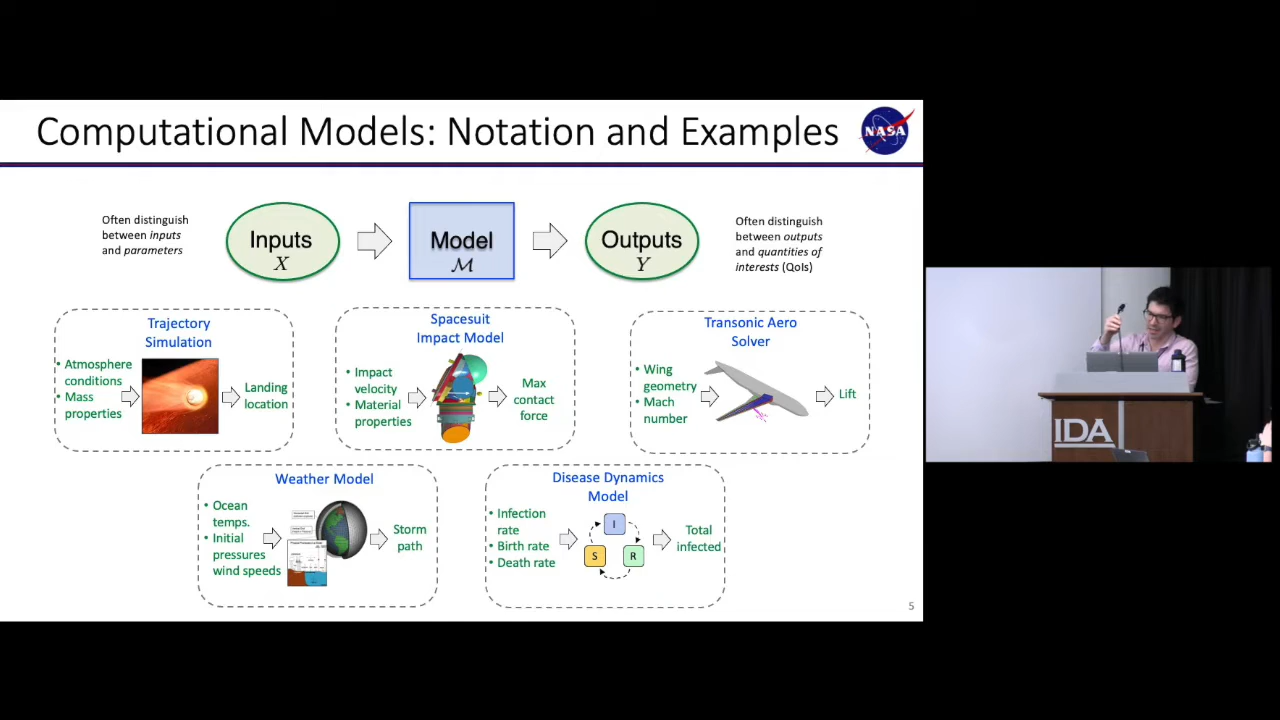 Computational Models: Notation and Examples
NASA
Often distinguish
between inputs
and parameters
Inputs
X
Model
ℳ
Outputs
Y
Often distinguish
between outputs
and quantities of
interests (QoIs)
Trajectory
Simulation
• Atmosphere
conditions
• Mass
properties
Landing
location
Spacesuit
Impact Model
• Impact
velocity
• Material
properties
Max
contact
force
Transonic Aero
Solver
• Wing
geometry
• Mach
number
Lift
Weather Model
• Ocean
temps.
• Initial
pressures
wind speeds
Storm
path
Disease Dynamics
Model
• Infection
rate
• Birth rate
• Death rate
I
S
R
Total
infected
5
IDA